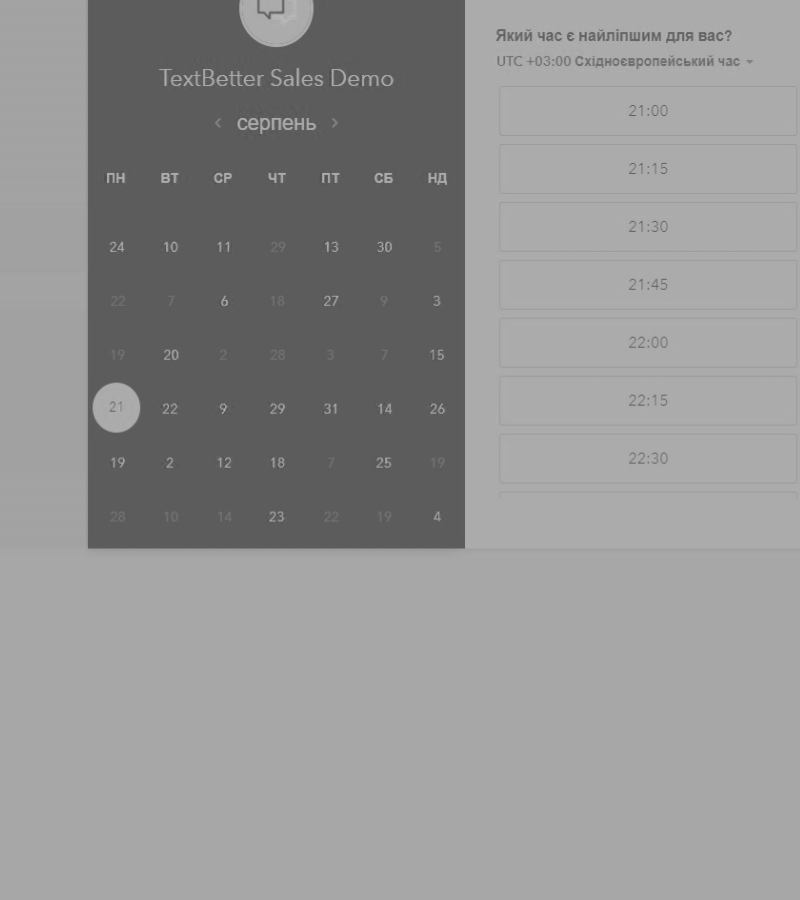 TextBetter Sales Demo
серпень
ПН ВТ СР ЧТ ПТ СБ НД
24 10 11 29 13 30 5
22 7 6 18 27 9 3
19 20 2 28 3 7 15
21 22 9 29 31 14 26
19 2 12 18 7 25 19
28 10 14 23 22 19 4
Який час є найліпшим для вас?
UTC +03:00 Східноєвропейський час
21:00
21:15
21:30
21:45
22:00
22:15
22:30